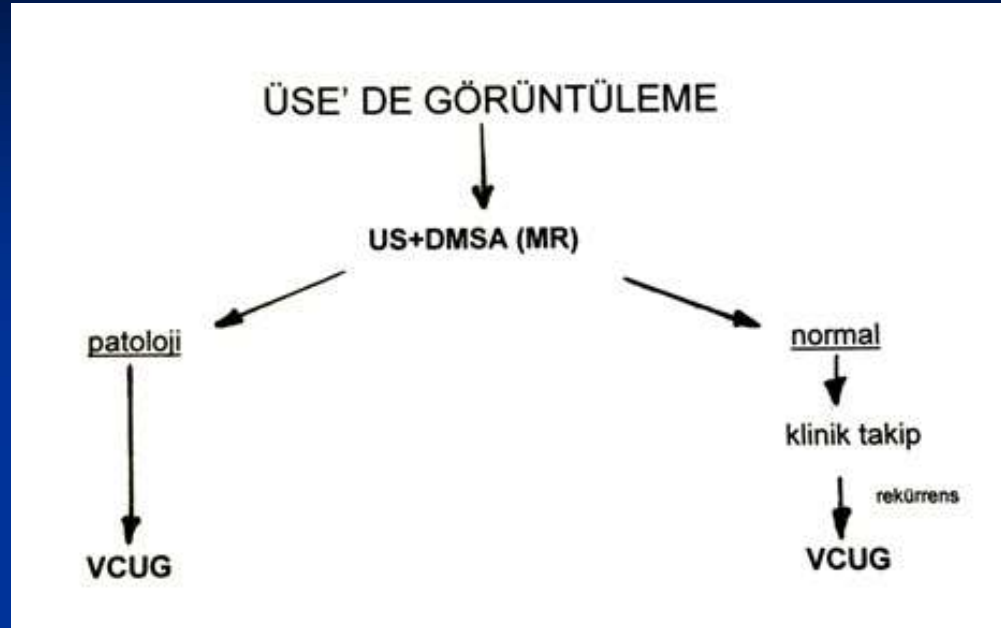 ÜSE' DE GÖRÜNTÜLEME
US+DMSA (MR)
patoloji
normal
klinik takip
rekürrens
VCUG
VCUG